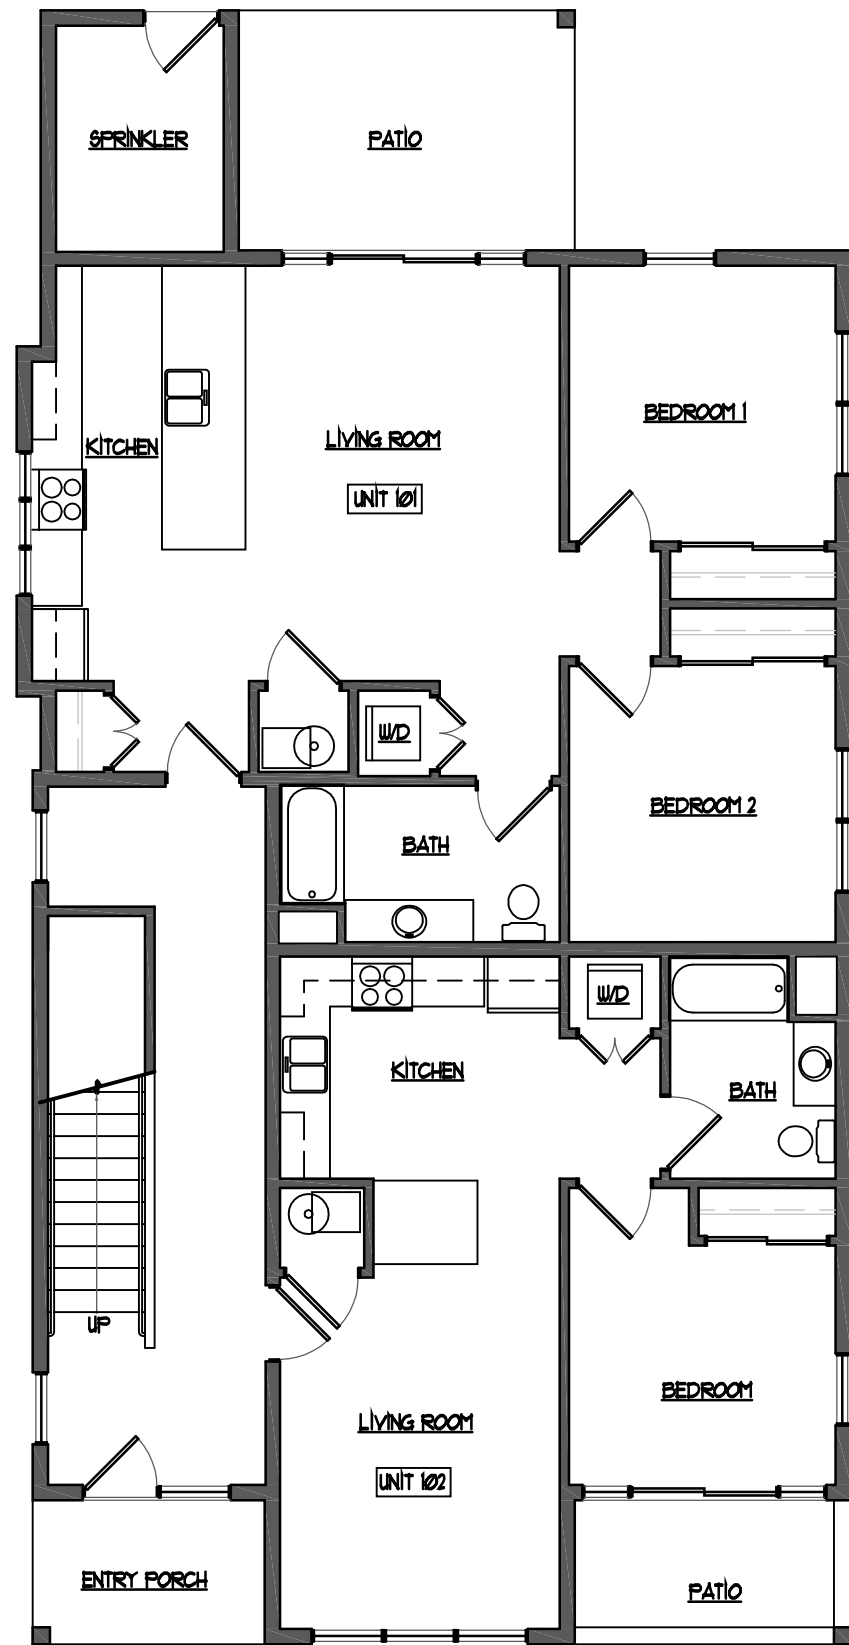 SPRINKLER
PATIO
BEDROOM 1
KITCHEN
LIVING ROOM
UNIT 101
W/D
BEDROOM 2
BATH
W/D
KITCHEN
BATH
UP
BEDROOM
LIVING ROOM
UNIT 102
ENTRY PORCH
PATIO